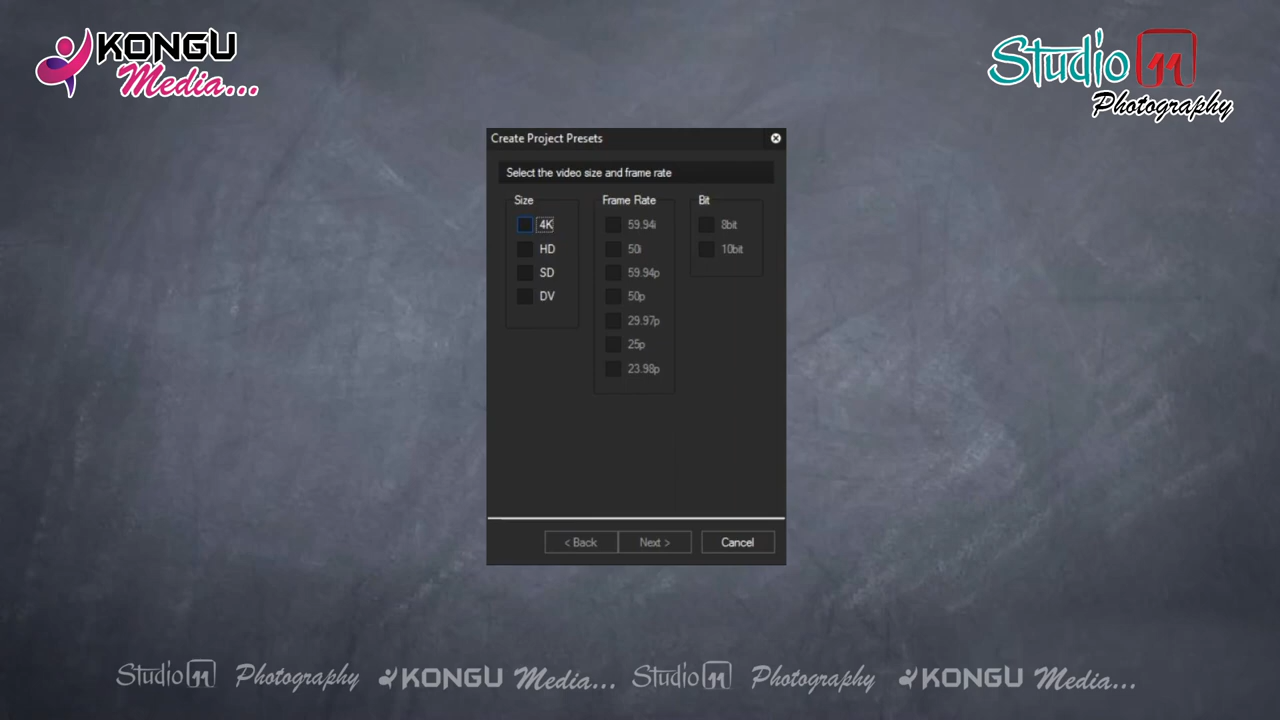 KONGU
Media...
Studio 11
Photography
Create Project Presets
Select the video size and frame rate
Size
4K
HD
SD
DV
Frame Rate
59.94i
50i
59.94p
50p
29.97p
25p
23.98p
Bit
8bit
10bit
< Back
Next >
Cancel
Studio 11 Photography KONGU Media... Studio 11 Photography KONGU Media...